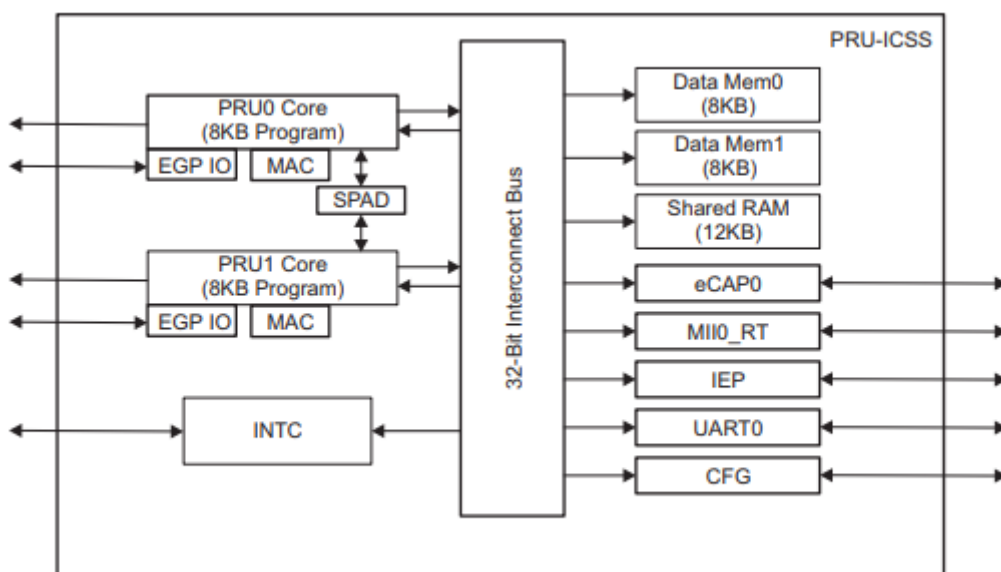 PRU-ICSS
PRU0 Core
(8KB Program)
EGP IO
MAC
SPAD
PRU1 Core
(8KB Program)
EGP IO
MAC
INTC
32-Bit Interconnect Bus
Data Mem0
(8KB)
Data Mem1
(8KB)
Shared RAM
(12KB)
eCAP0
MII0_RT
IEP
UART0
CFG